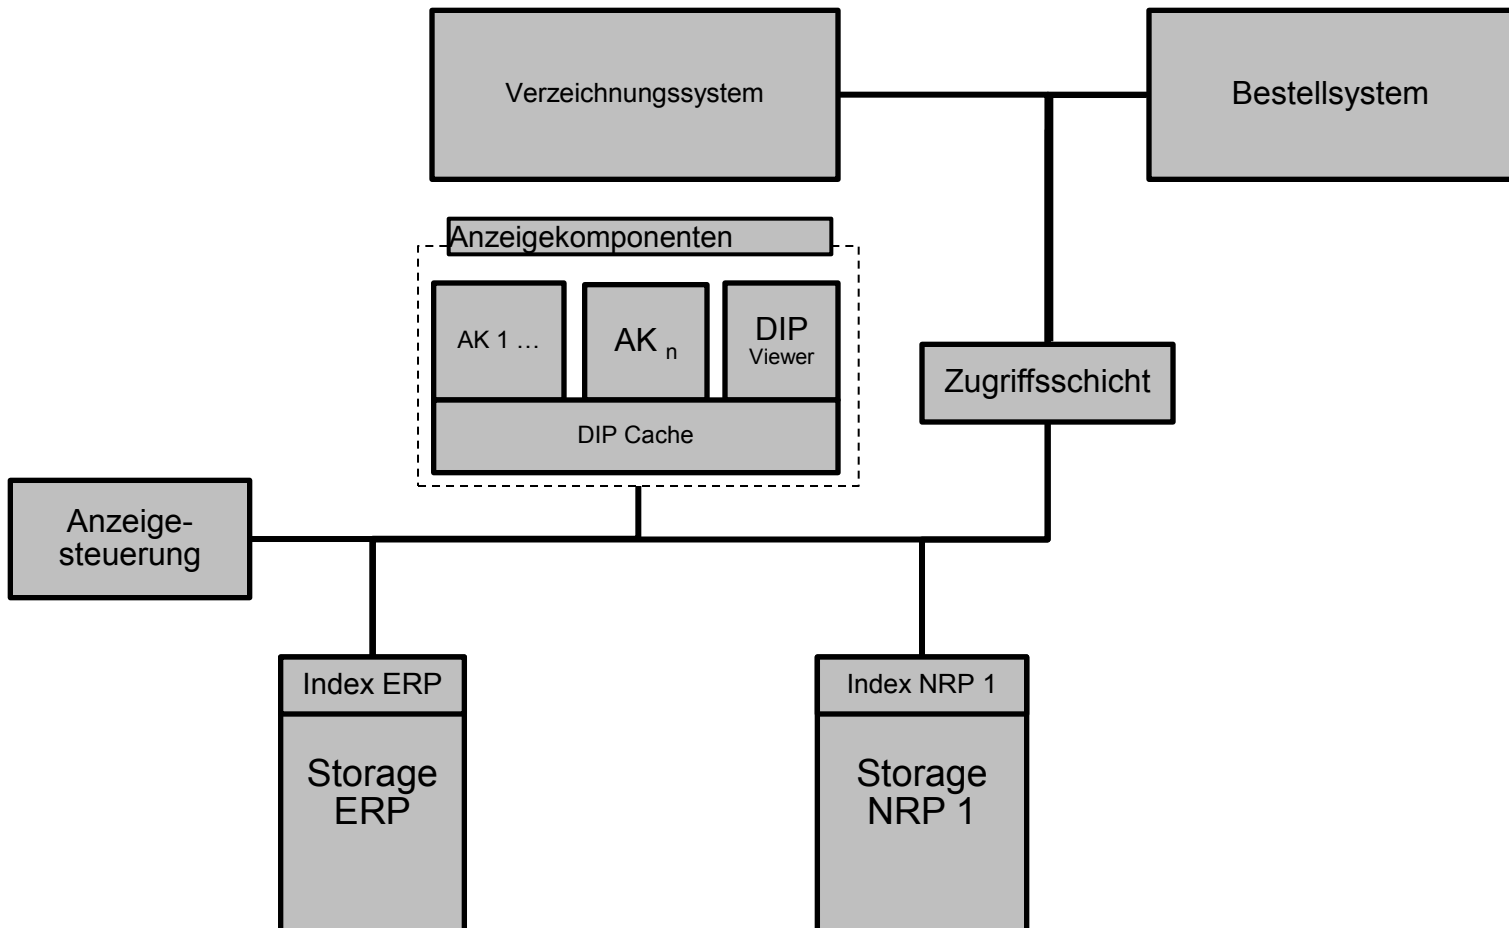 Verzeichnungssystem
Bestellsystem
Anzeigekomponenten
AK 1 …
AK n
DIP
Viewer
Zugriffsschicht
DIP Cache
Anzeige-
steuerung
Index ERP
Index NRP 1
Storage
ERP
Storage
NRP 1